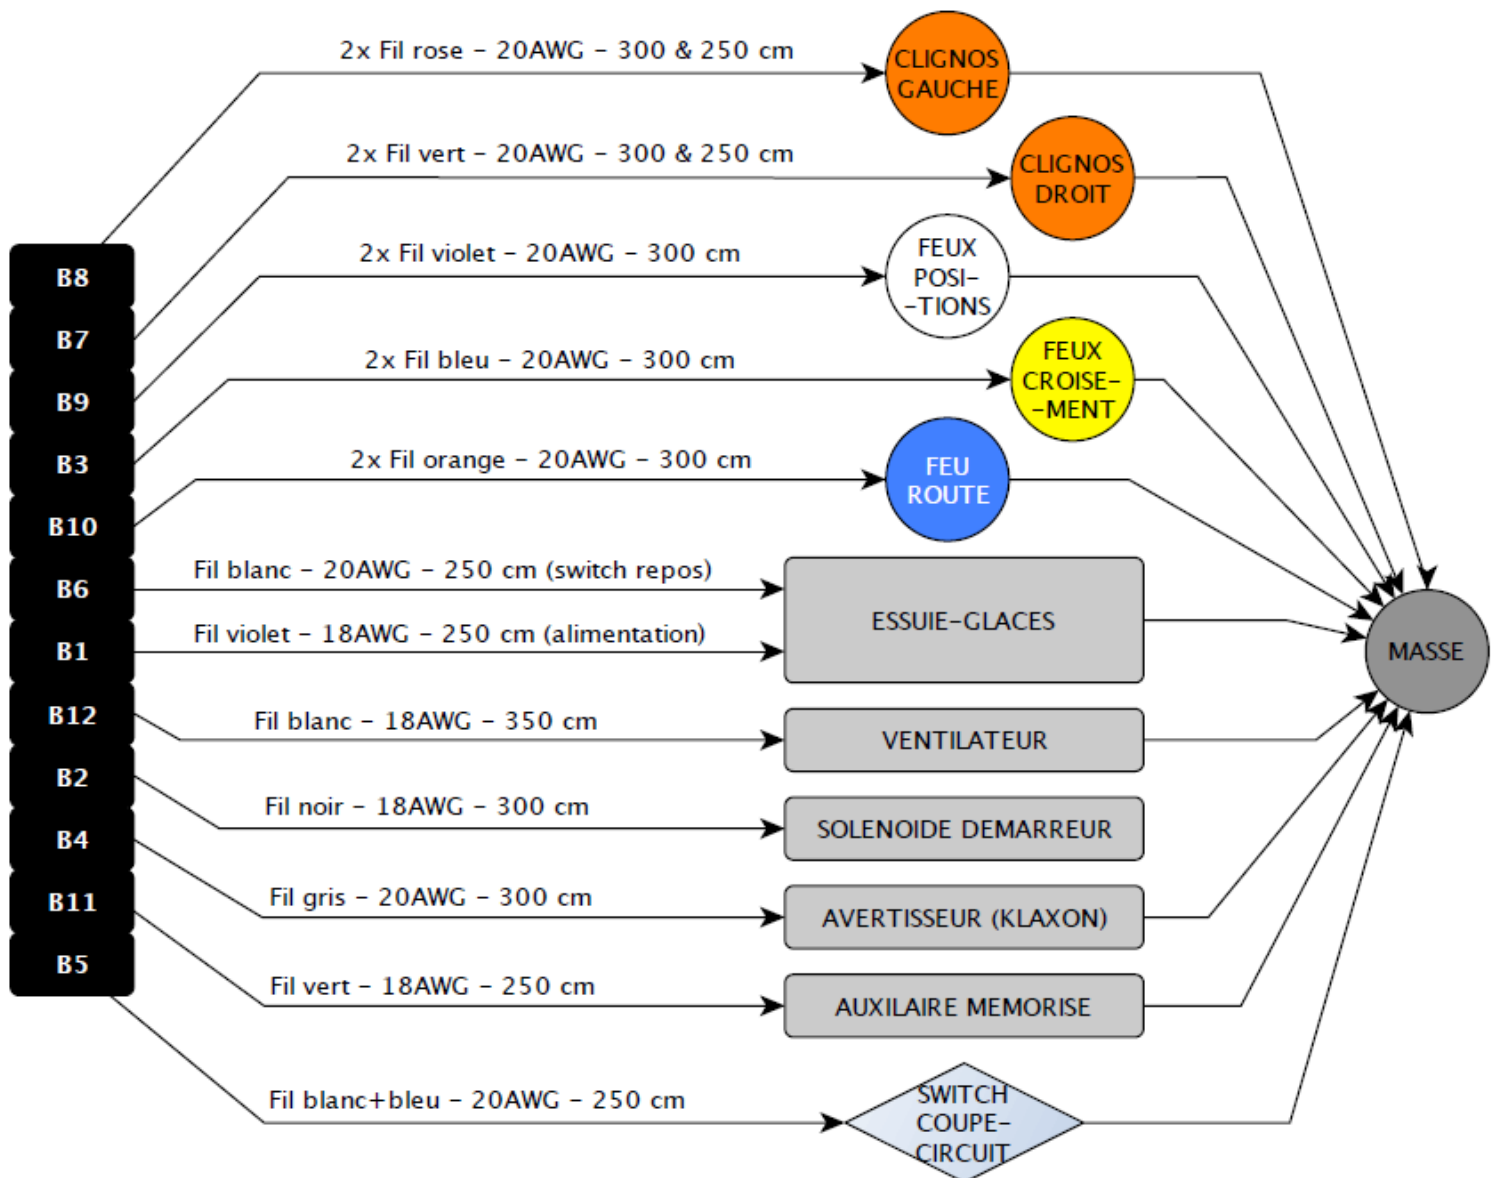 2x Fil rose - 20AWG - 300 & 250 cm
CLIGNOS
GAUCHE
2x Fil vert - 20AWG - 300 & 250 cm
CLIGNOS
DROIT
2x Fil violet - 20AWG - 300 cm
FEUX
POSI-
-TIONS
B8
B7
2x Fil bleu - 20AWG - 300 cm
FEUX
CROISE-
-MENT
B9
B3
2x Fil orange - 20AWG - 300 cm
FEU
ROUTE
B10
B6
Fil blanc - 20AWG - 250 cm (switch repos)
ESSUIE-GLACES
Fil violet - 18AWG - 250 cm (alimentation)
B1
MASSE
B12
Fil blanc - 18AWG - 350 cm
VENTILATEUR
B2
Fil noir - 18AWG - 300 cm
SOLENOIDE DEMARREUR
B4
Fil gris - 20AWG - 300 cm
AVERTISSEUR (KLAXON)
B11
B5
Fil vert - 18AWG - 250 cm
AUXILAIRE MEMORISE
Fil blanc+bleu - 20AWG - 250 cm
SWITCH
COUPE-
CIRCUIT